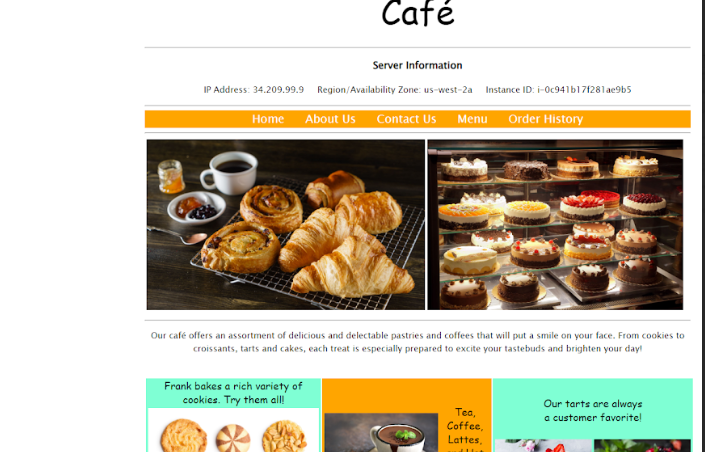 Café
Server Information
IP Address: 34.209.99.9 Region/Availability Zone: us-west-2a Instance ID: i-0c941b17f281ae9b5
Home About Us Contact Us Menu Order History
Our café offers an assortment of delicious and delectable pastries and coffees that will put a smile on your face. From cookies to
croissants, tarts and cakes, each treat is especially prepared to excite your tastebuds and brighten your day!
Frank bakes a rich variety of
cookies. Try them all!
Tea,
Coffee,
Lattes,
Our tarts are always
a customer favorite!